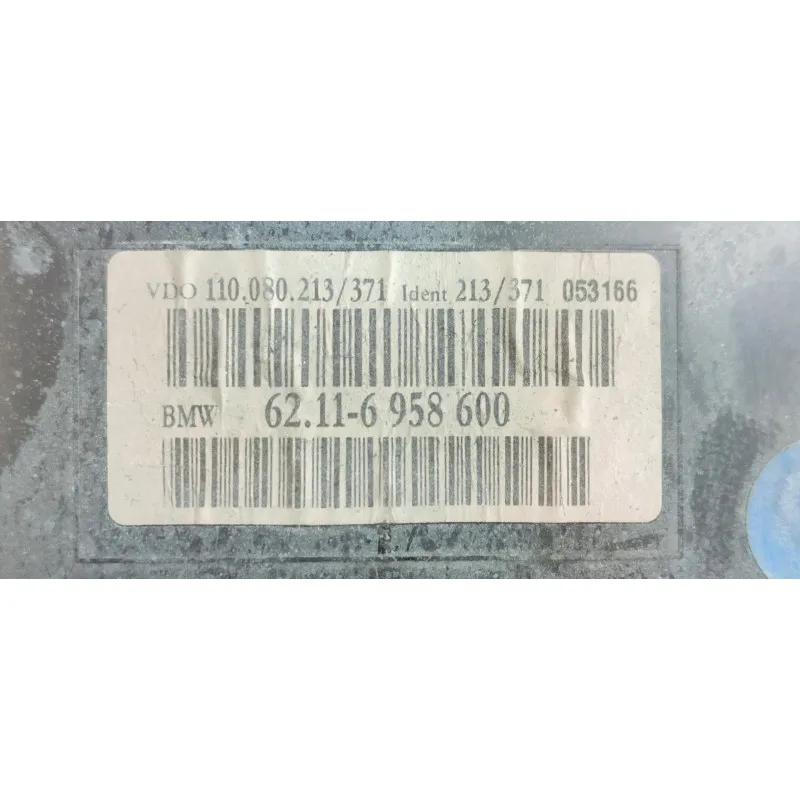 VDO 110.080.213/371 Ident 213/371 053166
BMW 62.11-6 958 600